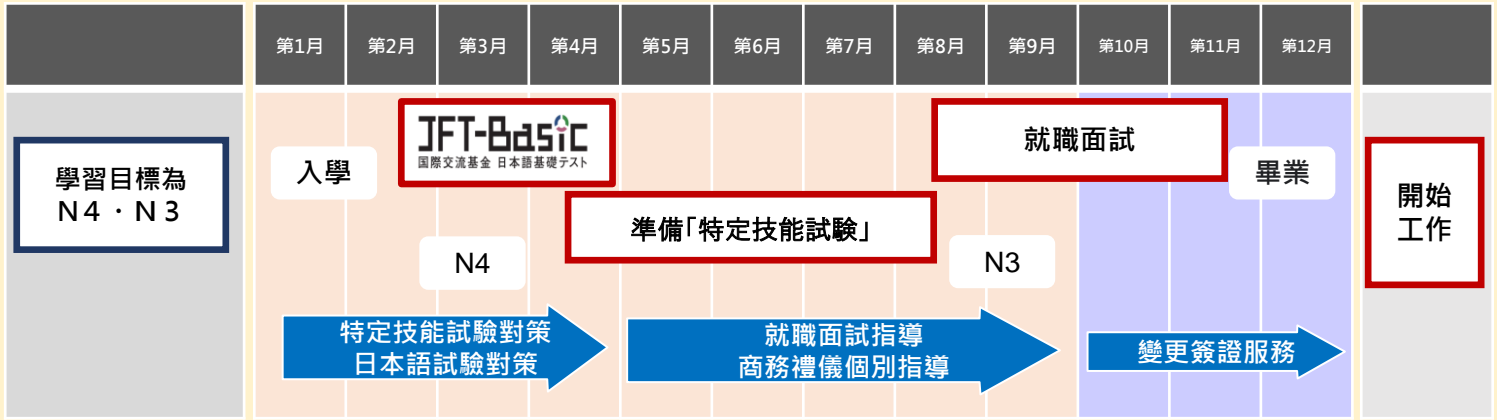 第1月
第2月
第3月
第4月
第5月
第6月
第7月
第8月
第9月
第10月
第11月
第12月
學習目標為
Ｎ４・Ｎ３
入學
JFT-Basic
国際交流基金 日本語基礎テスト
N4
準備「特定技能試験」
就職面試
N3
畢業
開始
工作
特定技能試驗對策
日本語試驗對策
就職面試指導
商務禮儀個別指導
變更簽證服務